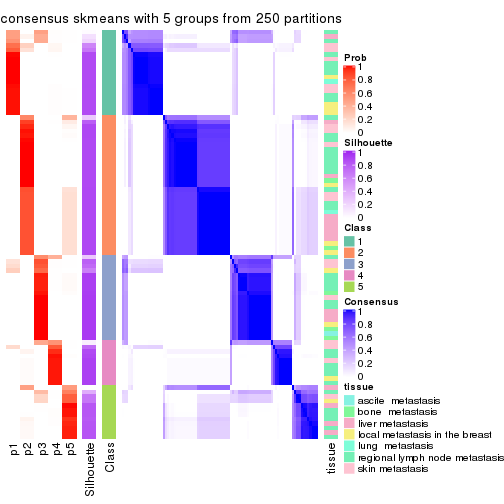 consensus skmeans with 5 groups from 250 partitions
Prob
1
0.8
0.6
0.4
0.2
0
Silhouette
1
0.8
0.6
0.4
0.2
0
Class
1
2
3
4
5
Consensus
1
0.8
0.6
0.4
0.2
0
tissue
ascite  metastasis
bone  metastasis
liver metastasis
local metastasis in the breast
lung  metastasis
regional lymph node metastasis
skin metastasis
p1
p2
p3
p4
p5
Silhouette
Class
tissue